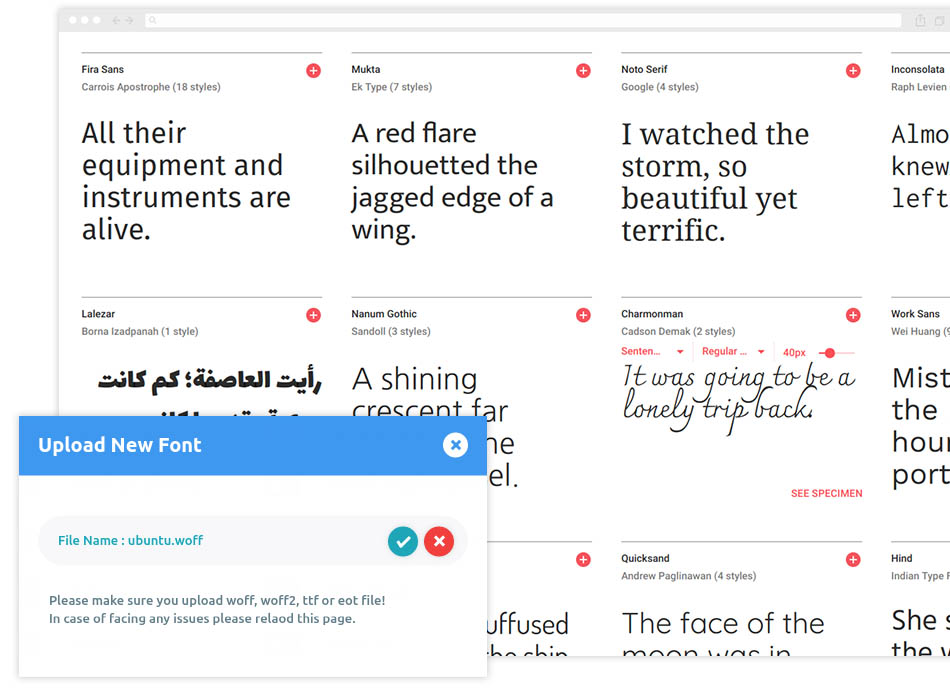 Fira Sans
Carrois Apostrophe (18 styles)
All their
equipment and
instruments are
alive.
Mukta
Ek Type (7 styles)
A red flare
silhouetted the
jagged edge of a
wing.
Noto Serif
Google (4 styles)
I watched the
storm, so
beautiful yet
terrific.
Inconsolata
Raph Levien
Almo
knew
left
Lalezar
Borna Izadpanah (1 style)
رأيت العاصفة؛ كم كانت
Nanum Gothic
Sandoll (3 styles)
A shining
crescent far
ne
el.
Charmonman
Cadson Demak (2 styles)
Senten... Regular ... 40px
It was going to be a
lonely trip back.
SEE SPECIMEN
Work Sans
Wei Huang (9
Mist
the
hour
port
Upload New Font
File Name : ubuntu.woff
Please make sure you upload woff, woff2, ttf or eot file!
In case of facing any issues please relaod this page.
uffused
the ship
Quicksand
Andrew Paglinawan (4 styles)
The face of the
moon was in
Hind
Indian Type F
She s
the w